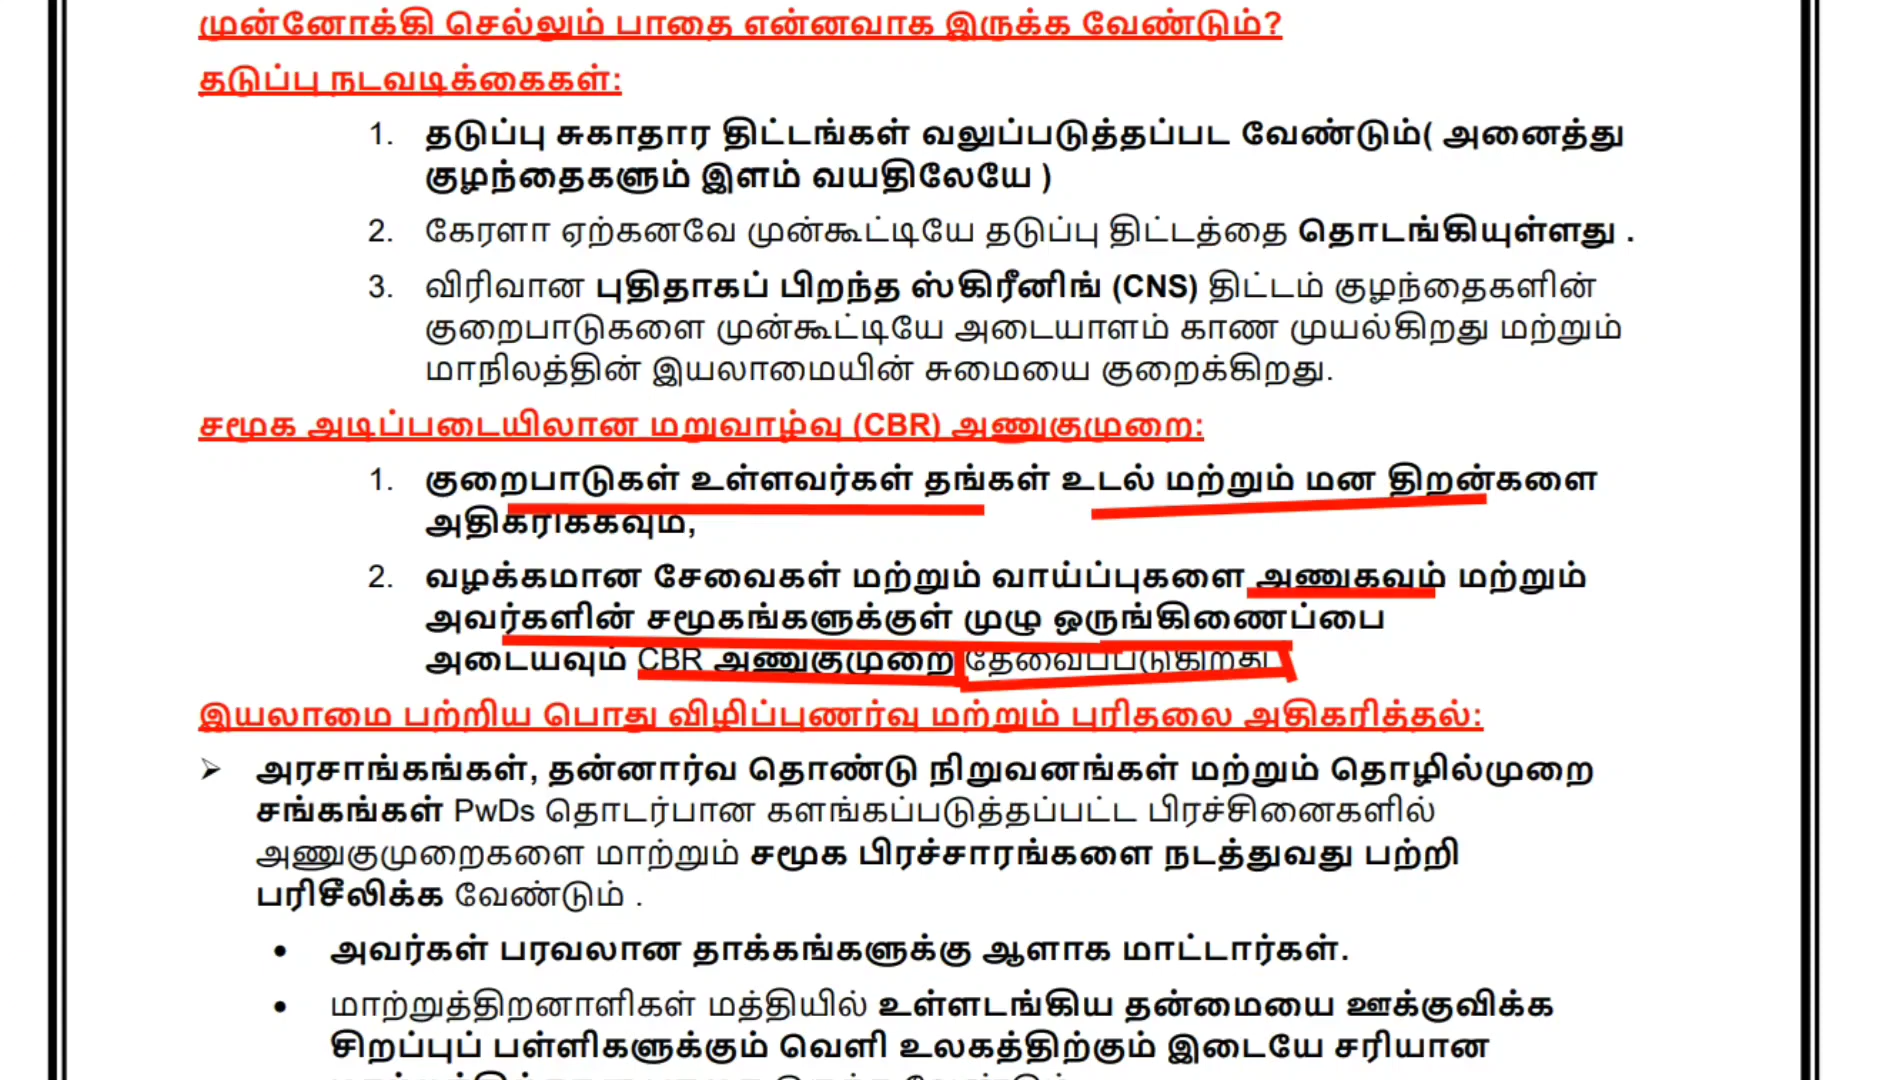 முன்னோக்கி செல்லும் பாதை என்னவாக இருக்க வேண்டும்?
தடுப்பு நடவடிக்கைகள்:
1. தடுப்பு சுகாதார திட்டங்கள் வலுப்படுத்தப்பட வேண்டும்( அனைத்து
குழந்தைகளும் இளம் வயதிலேயே )
2. கேரளா ஏற்கனவே முன்கூட்டியே தடுப்பு திட்டத்தை தொடங்கியுள்ளது .
3. விரிவான புதிதாகப் பிறந்த ஸ்கிரீனிங் (CNS) திட்டம் குழந்தைகளின்
குறைபாடுகளை முன்கூட்டியே அடையாளம் காண முயல்கிறது மற்றும்
மாநிலத்தின் இயலாமையின் சுமையை குறைக்கிறது.
சமூக அடிப்படையிலான மறுவாழ்வு (CBR) அணுகுமுறை:
1. குறைபாடுகள் உள்ளவர்கள் தங்கள் உடல் மற்றும் மன திறன்களை
அதிகரிக்கவும்,
2. வழக்கமான சேவைகள் மற்றும் வாய்ப்புகளை அணுகவும் மற்றும்
அவர்களின் சமூகங்களுக்குள் முழு ஒருங்கிணைப்பை
அடையவும் CBR அணுகுமுறை தேவைப்படுகிறது
இயலாமை பற்றிய பொது விழிப்புணர்வு மற்றும் புரிதலை அதிகரித்தல்:
➢ அரசாங்கங்கள், தன்னார்வ தொண்டு நிறுவனங்கள் மற்றும் தொழில்முறை
சங்கங்கள் PwDs தொடர்பான களங்கப்படுத்தப்பட்ட பிரச்சினைகளில்
அணுகுமுறைகளை மாற்றும் சமூக பிரச்சாரங்களை நடத்துவது பற்றி
பரிசீலிக்க வேண்டும் .
• அவர்கள் பரவலான தாக்கங்களுக்கு ஆளாக மாட்டார்கள்.
• மாற்றுத்திறனாளிகள் மத்தியில் உள்ளடங்கிய தன்மையை ஊக்குவிக்க
சிறப்புப் பள்ளிகளுக்கும் வெளி உலகத்திற்கும் இடையே சரியான